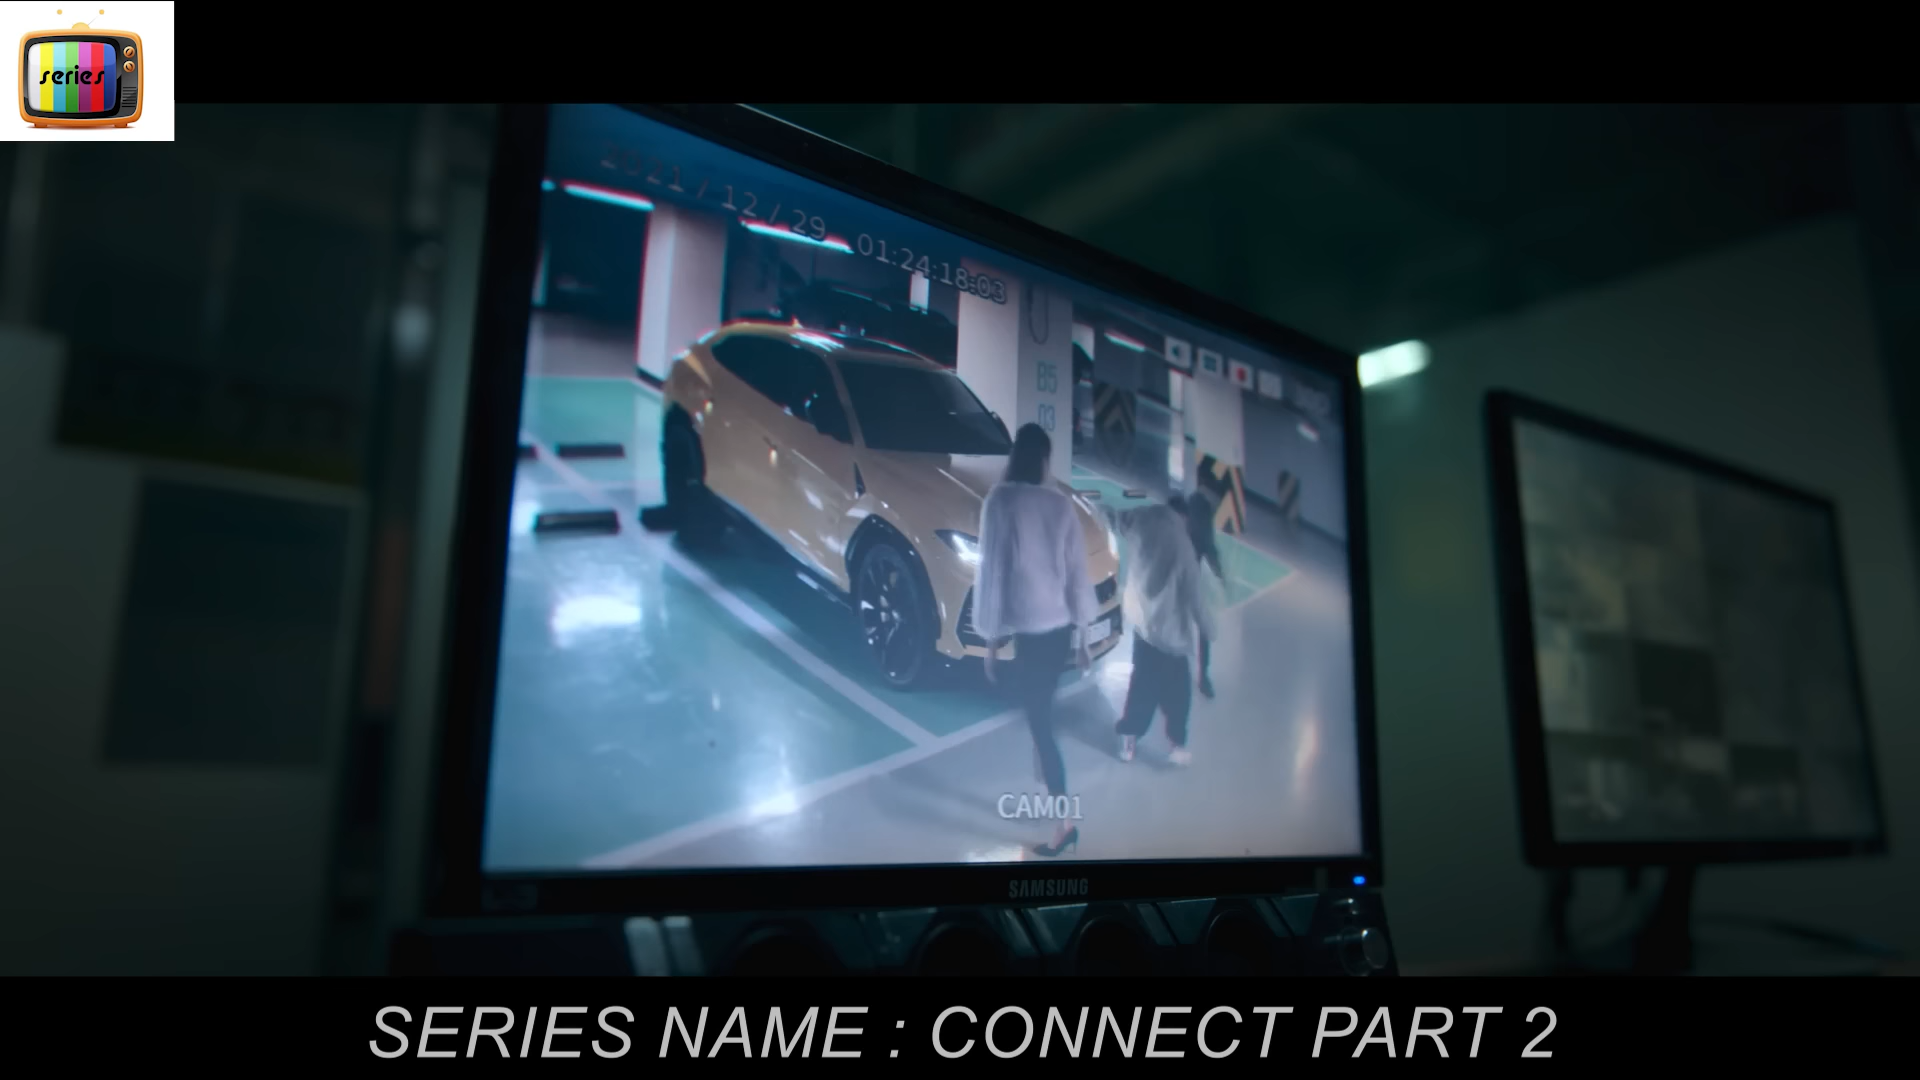 series
2021 / 12 / 29 01:24:18:03
B5
03
CAM01
SAMSUNG
SERIES NAME : CONNECT PART 2